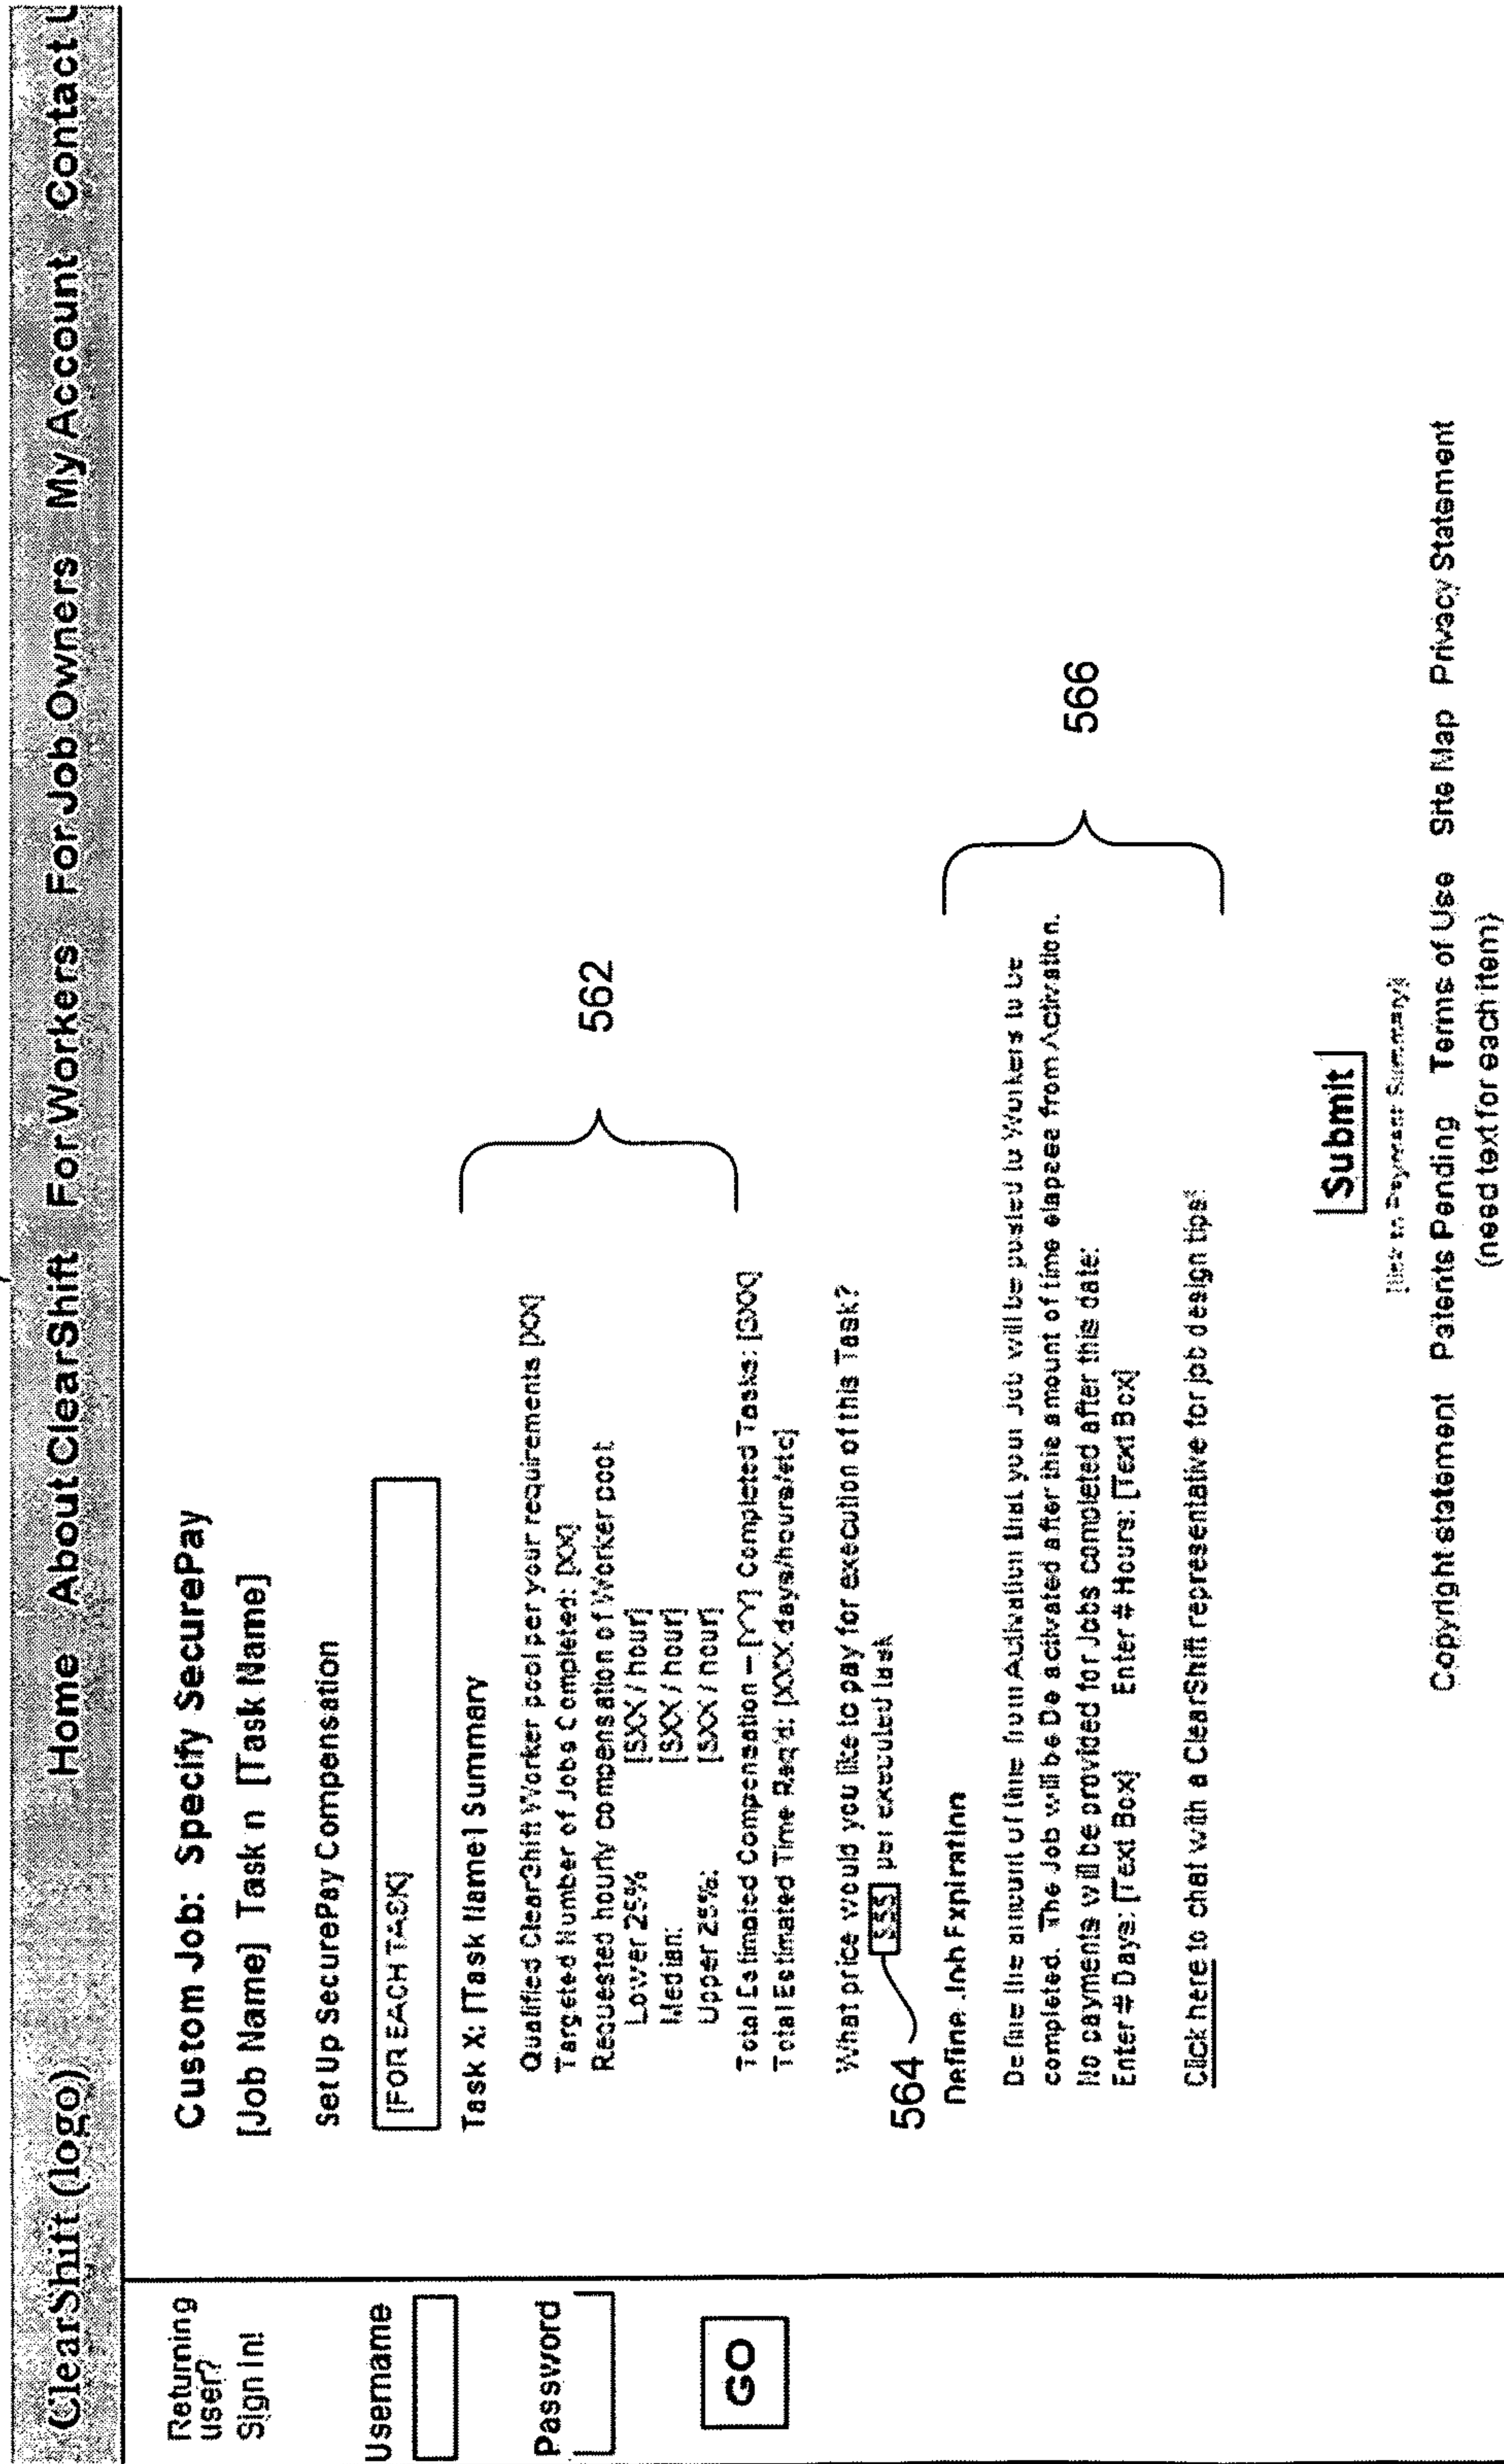 ClearShift (logo) Home About ClearShift For Workers For Job Owners My Account Contact U
Returning
user?
Sign in!
Username
Password
GO
Custom Job: Specify SecurePay
[Job Name] Task n [Task Name]
Set Up SecurePay Compensation
[FOR EACH TASK]
Task X: [Task Name] Summary
Qualified ClearShift Worker pool per your requirements [XX]
Targeted Number of Jobs Completed: [XX]
Requested hourly compensation of Worker pool:
Lower 25% [$XX / hour]
Median: [$XX / hour]
Upper 25%: [$XX / hour]
Total Estimated Compensation – [YY] Completed Tasks: [$XX]
Total Estimated Time Req'd: [XXX days/hours/etc]
562
What price would you like to pay for execution of this Task?
[$$$] per executed task
564
Define Job Expiration
Define the amount of time from Activation that your Job will be posted to Workers to be
completed. The Job will be De activated after this amount of time elapses from Activation.
No payments will be provided for Jobs completed after this date:
Enter # Days: [Text Box] Enter # Hours: [Text Box]
566
Click here to chat with a ClearShift representative for job design tips!
Submit
Payment Summary]
Copyright statement Patents Pending Terms of Use Site Map Privacy Statement
(need text for each item)